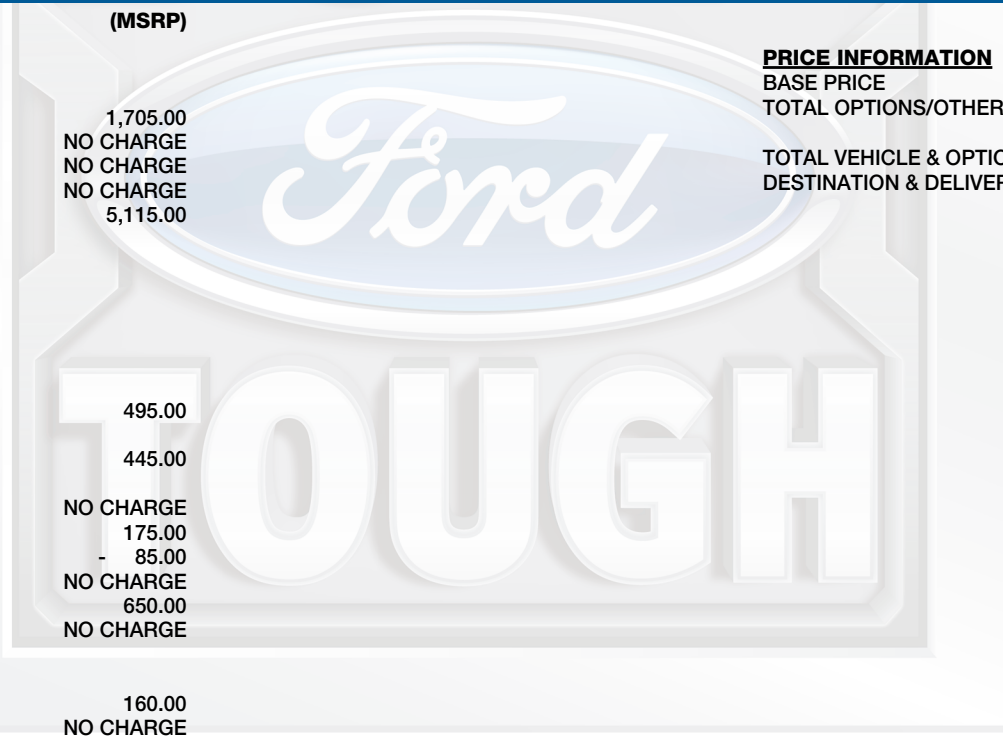 (MSRP)
1,705.00
NO CHARGE
NO CHARGE
NO CHARGE
5,115.00
495.00
445.00
NO CHARGE
175.00
- 85.00
NO CHARGE
650.00
NO CHARGE
160.00
NO CHARGE
PRICE INFORMATION
BASE PRICE
TOTAL OPTIONS/OTHER
TOTAL VEHICLE & OPTIO
DESTINATION & DELIVER
Ford
TOUGH